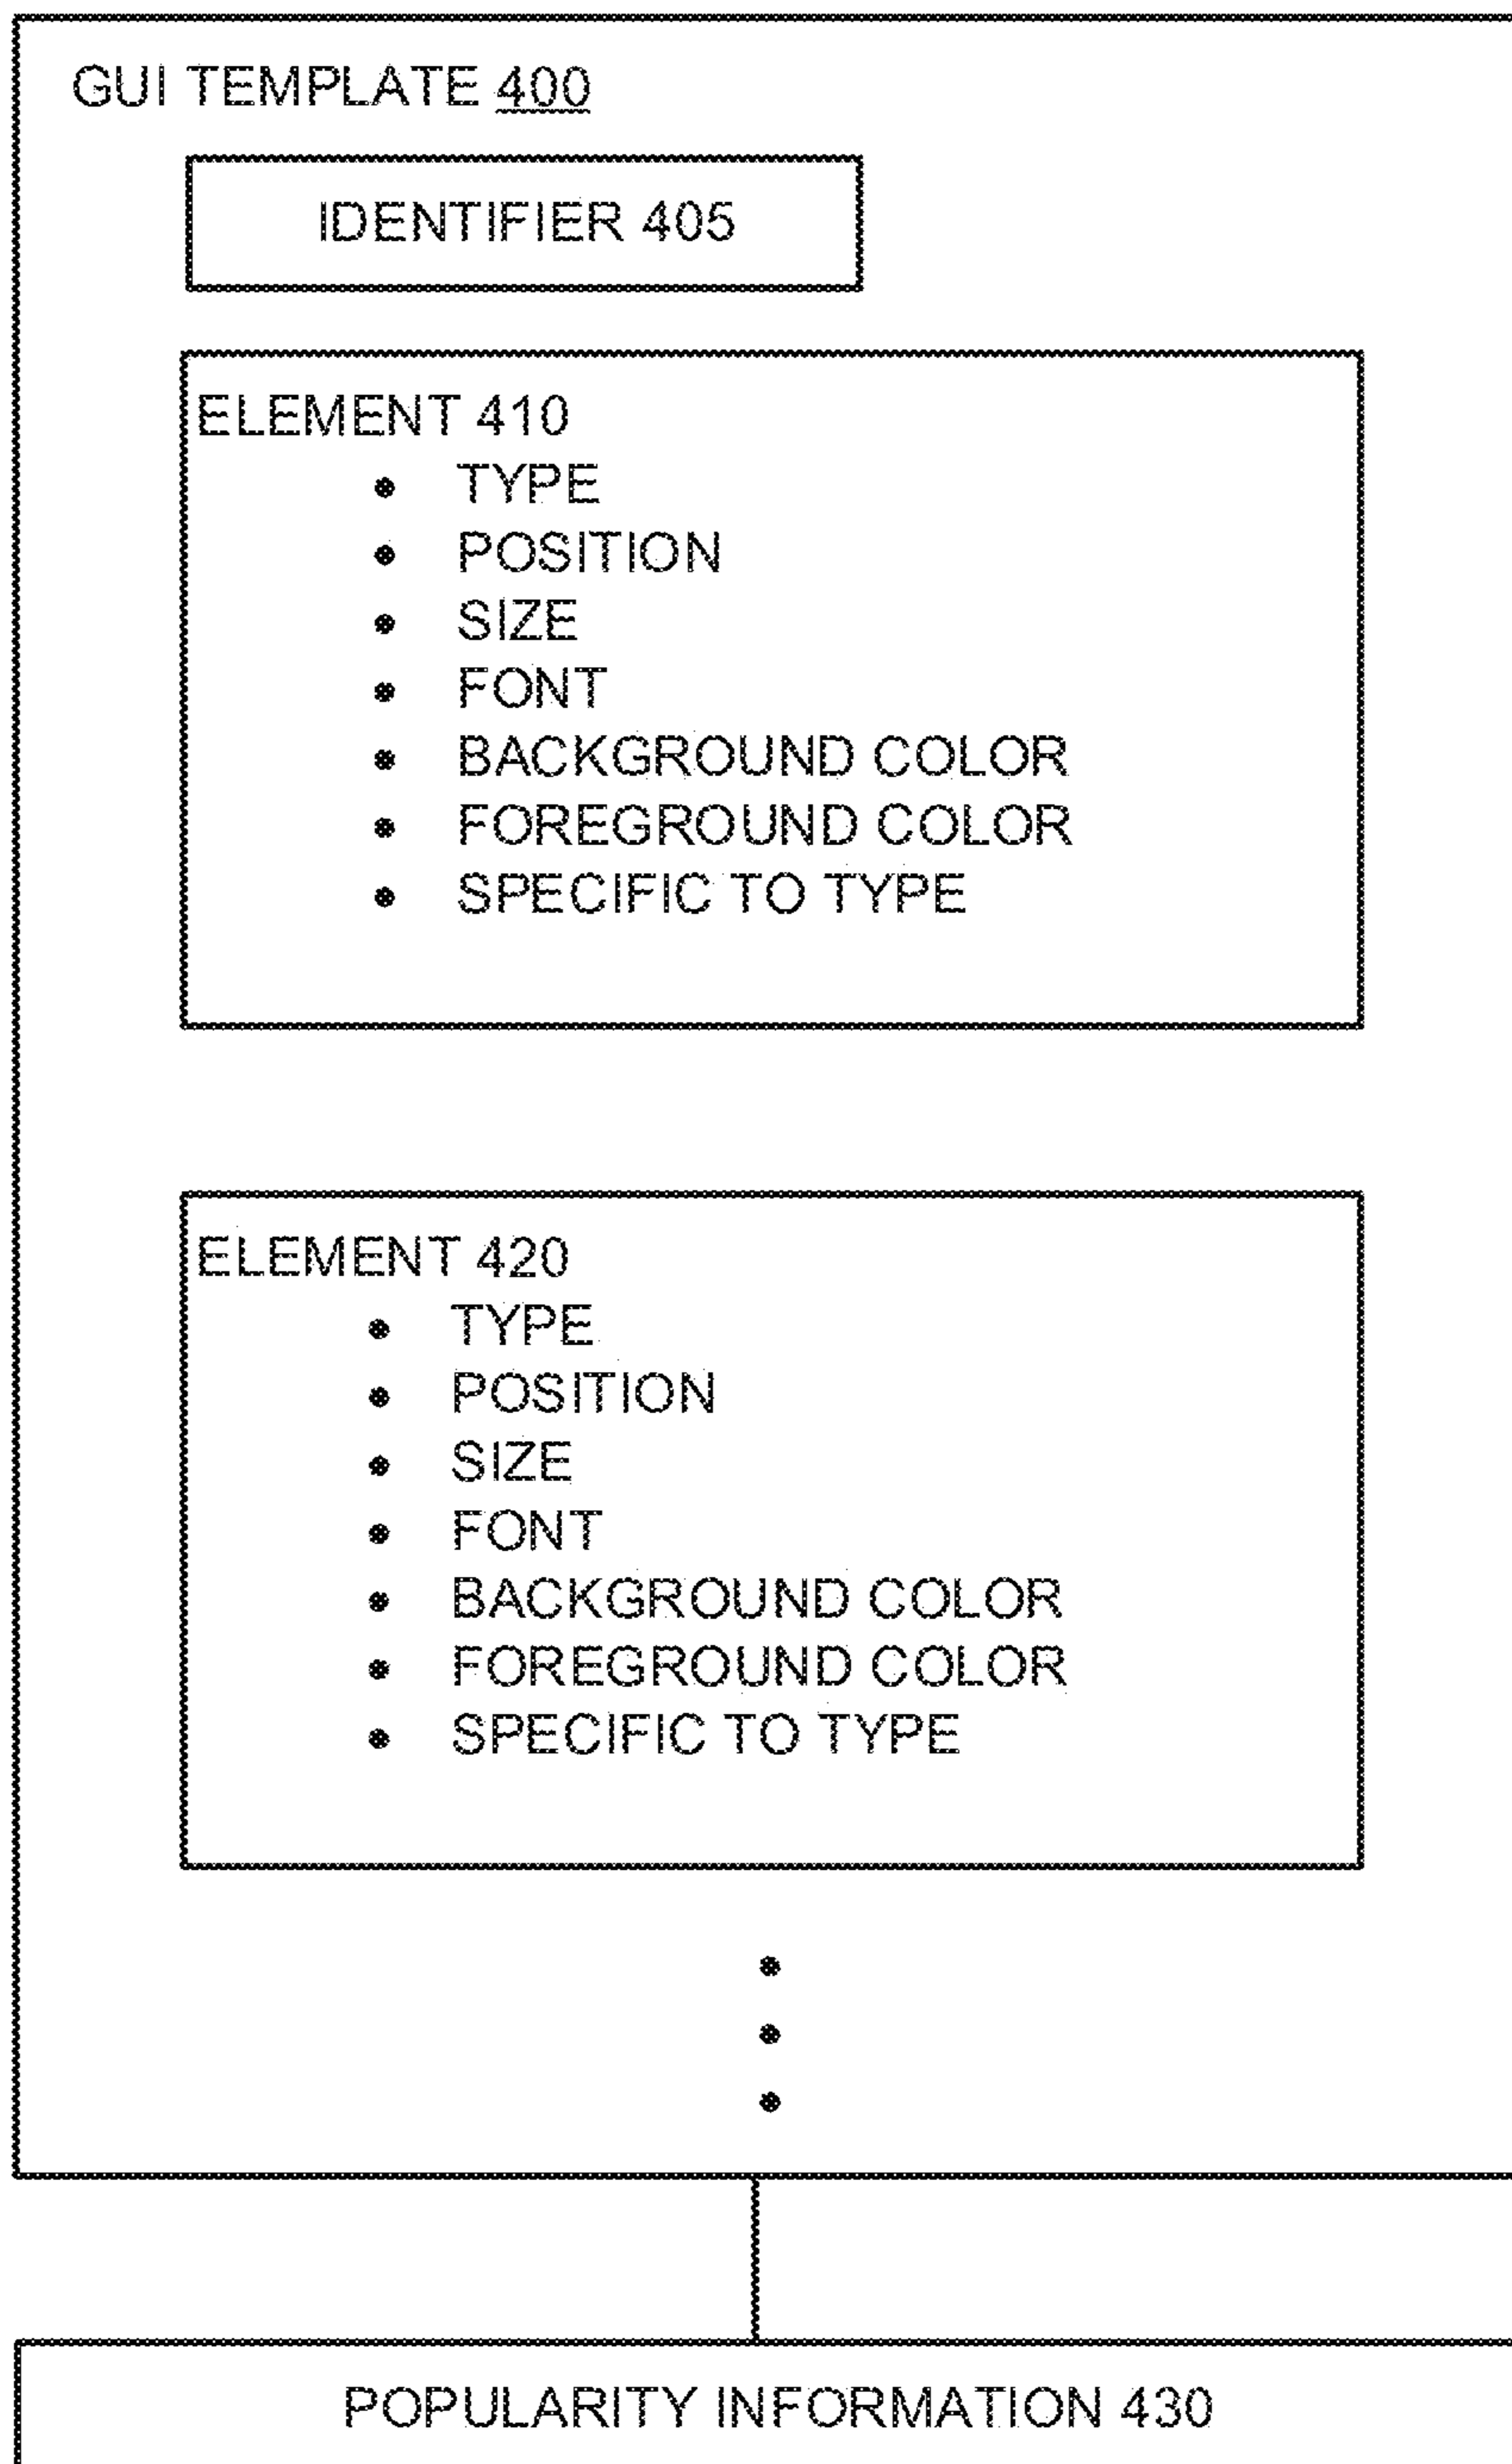 GUI TEMPLATE 400
IDENTIFIER 405
ELEMENT 410
• TYPE
• POSITION
• SIZE
• FONT
• BACKGROUND COLOR
• FOREGROUND COLOR
• SPECIFIC TO TYPE
ELEMENT 420
• TYPE
• POSITION
• SIZE
• FONT
• BACKGROUND COLOR
• FOREGROUND COLOR
• SPECIFIC TO TYPE
POPULARITY INFORMATION 430